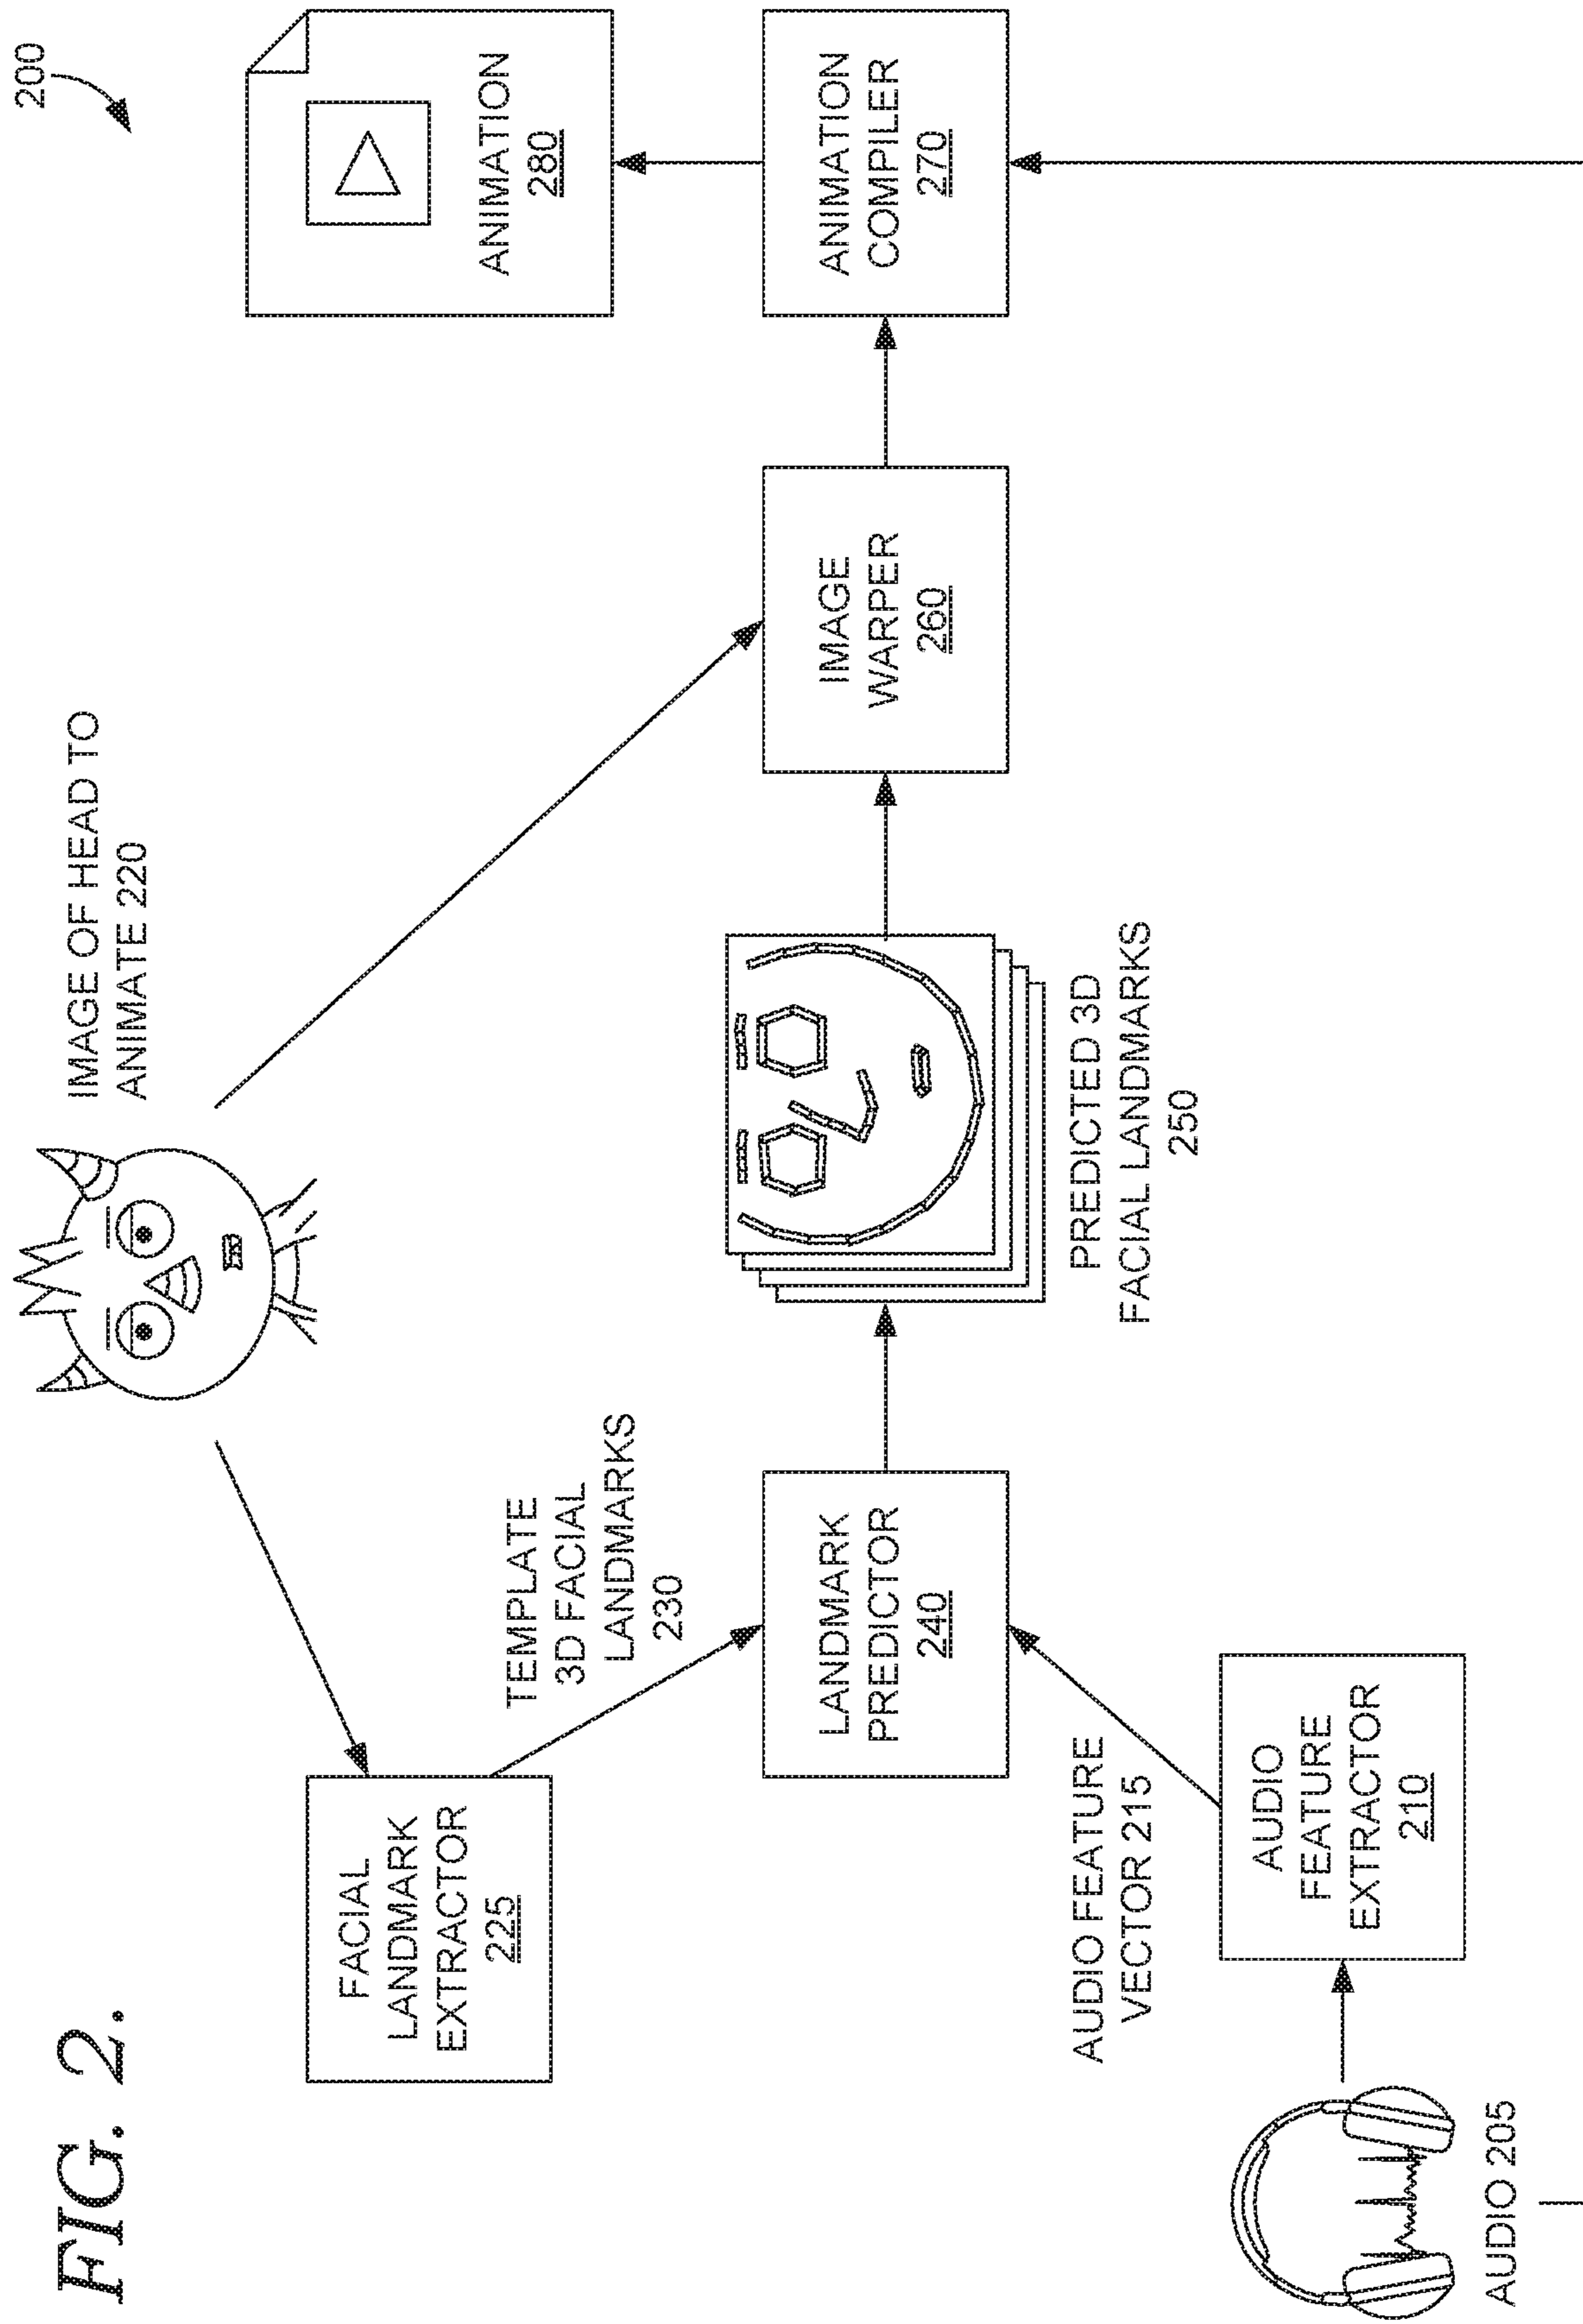 FIG. 2.
200
IMAGE OF HEAD TO
ANIMATE 220
FACIAL
LANDMARK
EXTRACTOR
225
TEMPLATE
3D FACIAL
LANDMARKS
230
ANIMATION
280
LANDMARK
PREDICTOR
240
PREDICTED 3D
FACIAL LANDMARKS
250
IMAGE
WARPER
260
ANIMATION
COMPILER
270
AUDIO FEATURE
VECTOR 215
AUDIO
FEATURE
EXTRACTOR
210
AUDIO 205